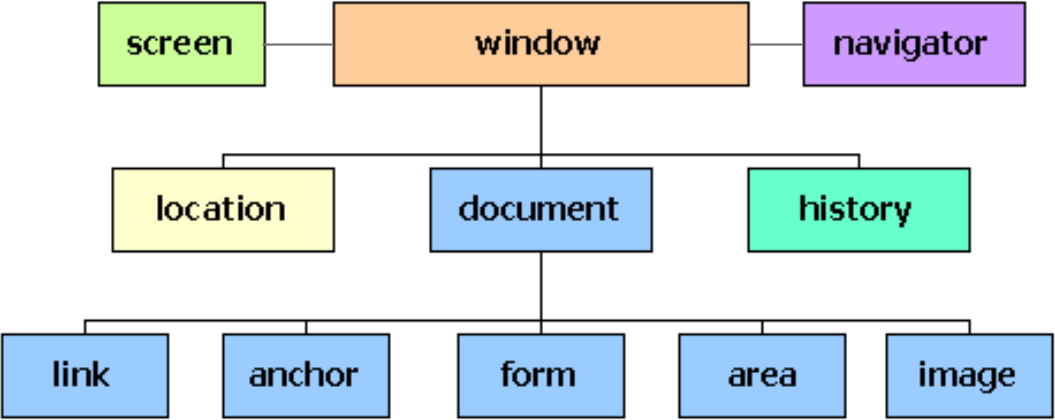 screen
window
navigator
location
document
history
link
anchor
form
area
image